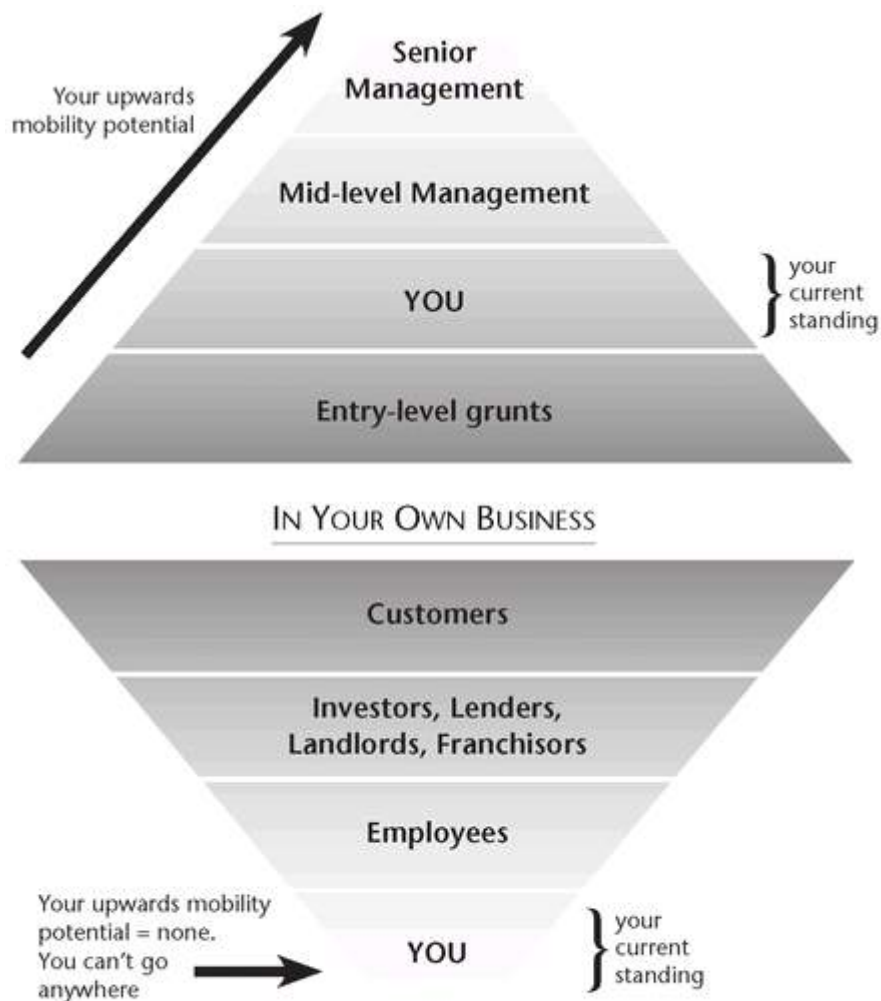 Senior
Management
Your upwards
mobility potential
Mid-level Management
YOU
your
current
standing
Entry-level grunts
IN YOUR OWN BUSINESS
Customers
Investors, Lenders,
Landlords, Franchisors
Employees
Your upwards mobility
potential = none.
You can't go
anywhere
YOU
your
current
standing